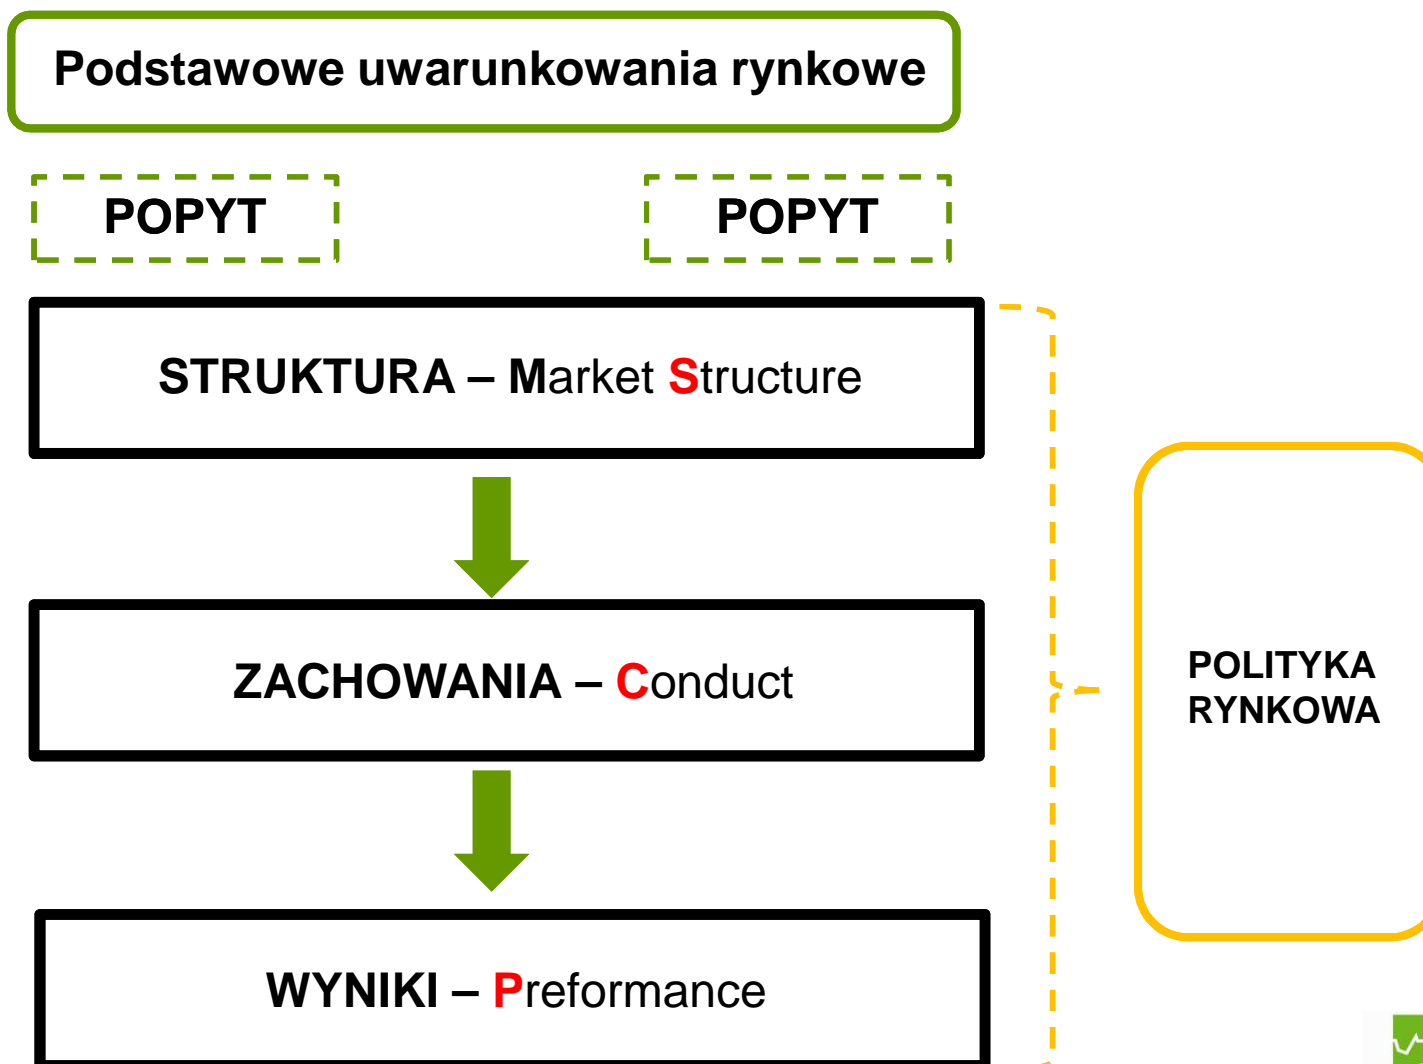 Podstawowe uwarunkowania rynkowe
POPYT
POPYT
STRUKTURA – Market Structure
ZACHOWANIA – Conduct
POLITYKA
RYNKOWA
WYNIKI – Preformance